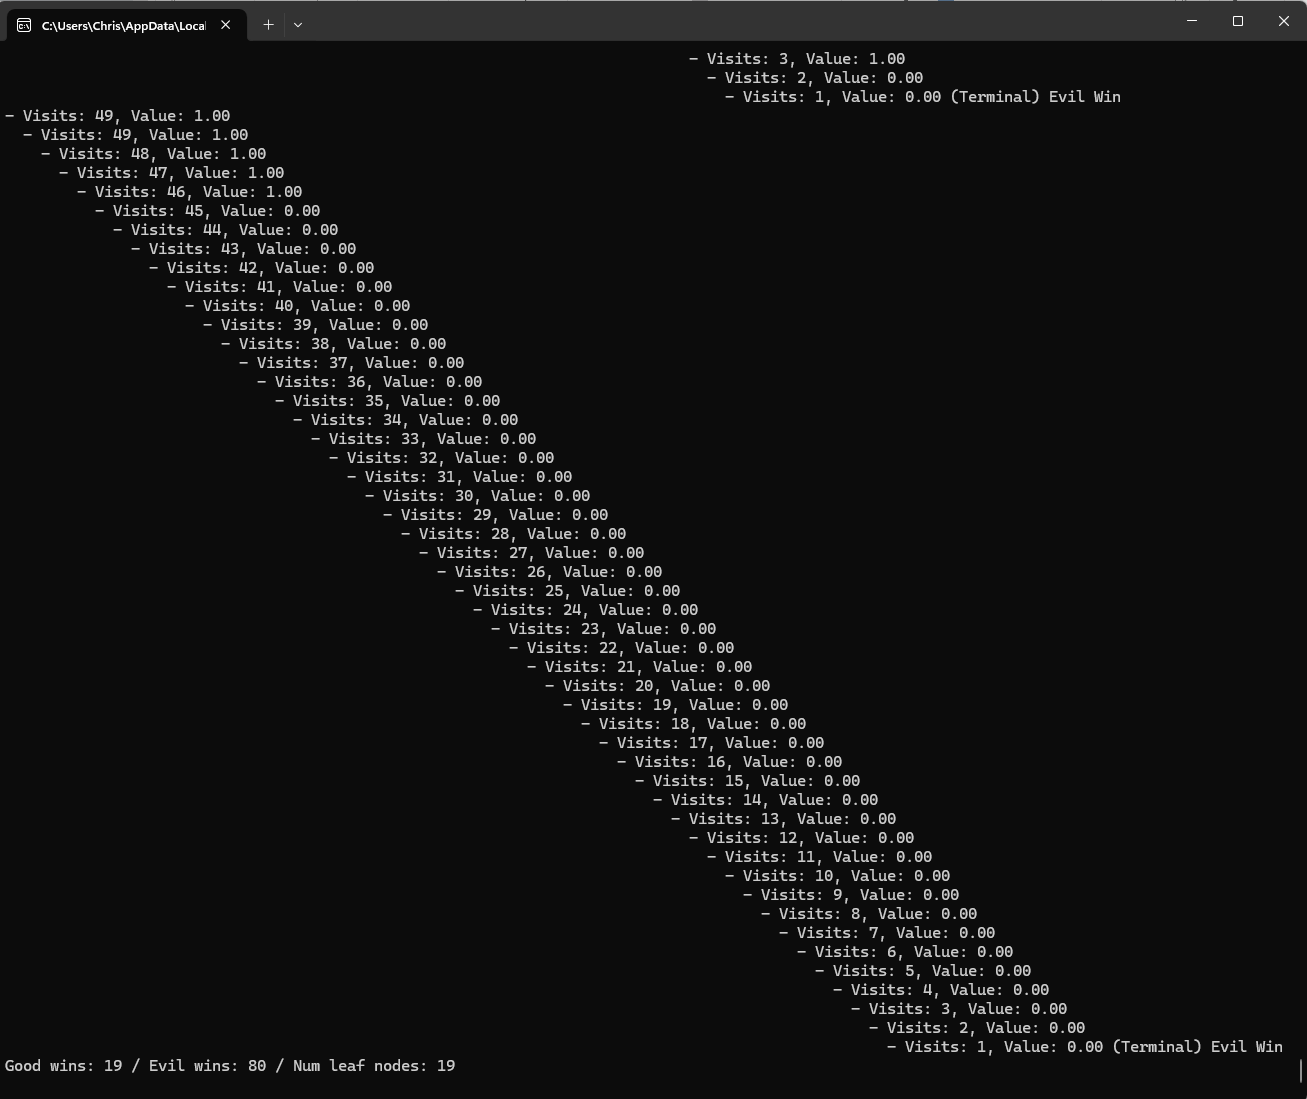 C:\Users\Chris\AppData\Loca
- Visits: 3, Value: 1.00
- Visits: 2, Value: 0.00
- Visits: 1, Value: 0.00 (Terminal) Evil Win
- Visits: 49, Value: 1.00
- Visits: 49, Value: 1.00
- Visits: 48, Value: 1.00
- Visits: 47, Value: 1.00
- Visits: 46, Value: 1.00
- Visits: 45, Value: 0.00
- Visits: 44, Value: 0.00
- Visits: 43, Value: 0.00
- Visits: 42, Value: 0.00
- Visits: 41, Value: 0.00
- Visits: 40, Value: 0.00
- Visits: 39, Value: 0.00
- Visits: 38, Value: 0.00
- Visits: 37, Value: 0.00
- Visits: 36, Value: 0.00
- Visits: 35, Value: 0.00
- Visits: 34, Value: 0.00
- Visits: 33, Value: 0.00
- Visits: 32, Value: 0.00
- Visits: 31, Value: 0.00
- Visits: 30, Value: 0.00
- Visits: 29, Value: 0.00
- Visits: 28, Value: 0.00
- Visits: 27, Value: 0.00
- Visits: 26, Value: 0.00
- Visits: 25, Value: 0.00
- Visits: 24, Value: 0.00
- Visits: 23, Value: 0.00
- Visits: 22, Value: 0.00
- Visits: 21, Value: 0.00
- Visits: 20, Value: 0.00
- Visits: 19, Value: 0.00
- Visits: 18, Value: 0.00
- Visits: 17, Value: 0.00
- Visits: 16, Value: 0.00
- Visits: 15, Value: 0.00
- Visits: 14, Value: 0.00
- Visits: 13, Value: 0.00
- Visits: 12, Value: 0.00
- Visits: 11, Value: 0.00
- Visits: 10, Value: 0.00
- Visits: 9, Value: 0.00
- Visits: 8, Value: 0.00
- Visits: 7, Value: 0.00
- Visits: 6, Value: 0.00
- Visits: 5, Value: 0.00
- Visits: 4, Value: 0.00
- Visits: 3, Value: 0.00
- Visits: 2, Value: 0.00
- Visits: 1, Value: 0.00 (Terminal) Evil Win
Good wins: 19 / Evil wins: 80 / Num leaf nodes: 19